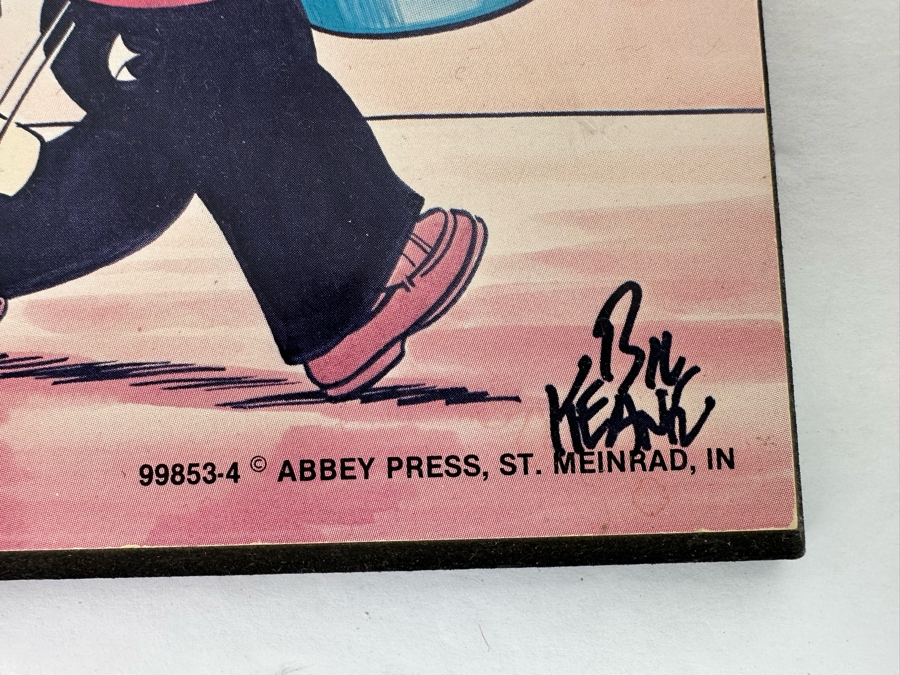 Bil
KEANE
99853-4 © ABBEY PRESS, ST. MEINRAD, IN